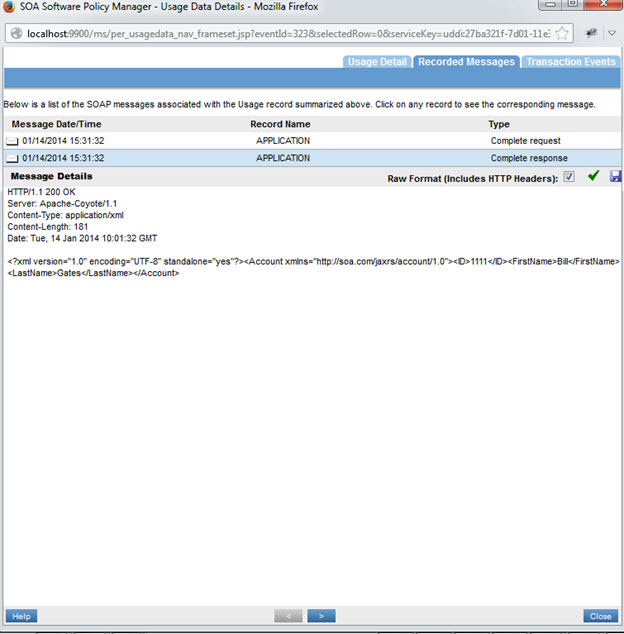 SOA Software Policy Manager - Usage Data Details - Mozilla Firefox
localhost:9900/ms/per_usagedata_nav_frameset.jsp?eventId=323&selectedRow=0&serviceKey=uddi:27ba321f-7d01-11e
Usage Detail Recorded Messages Transaction Events
Below is a list of the SOAP messages associated with the Usage record summarized above. Click on any record to see the corresponding message.
Message Date/Time Record Name Type
01/14/2014 15:31:32 APPLICATION Complete request
01/14/2014 15:31:32 APPLICATION Complete response
Message Details Raw Format (Includes HTTP Headers):
HTTP/1.1 200 OK
Server: Apache-Coyote/1.1
Content-Type: application/xml
Content-Length: 181
Date: Tue, 14 Jan 2014 10:01:32 GMT
<?xml version="1.0" encoding="UTF-8" standalone="yes"?><Account xmlns="http://soa.com/jaxrs/account/1.0"><ID>1111</ID><FirstName>Bill</FirstName>
<LastName>Gates</LastName></Account>
Help < > Close